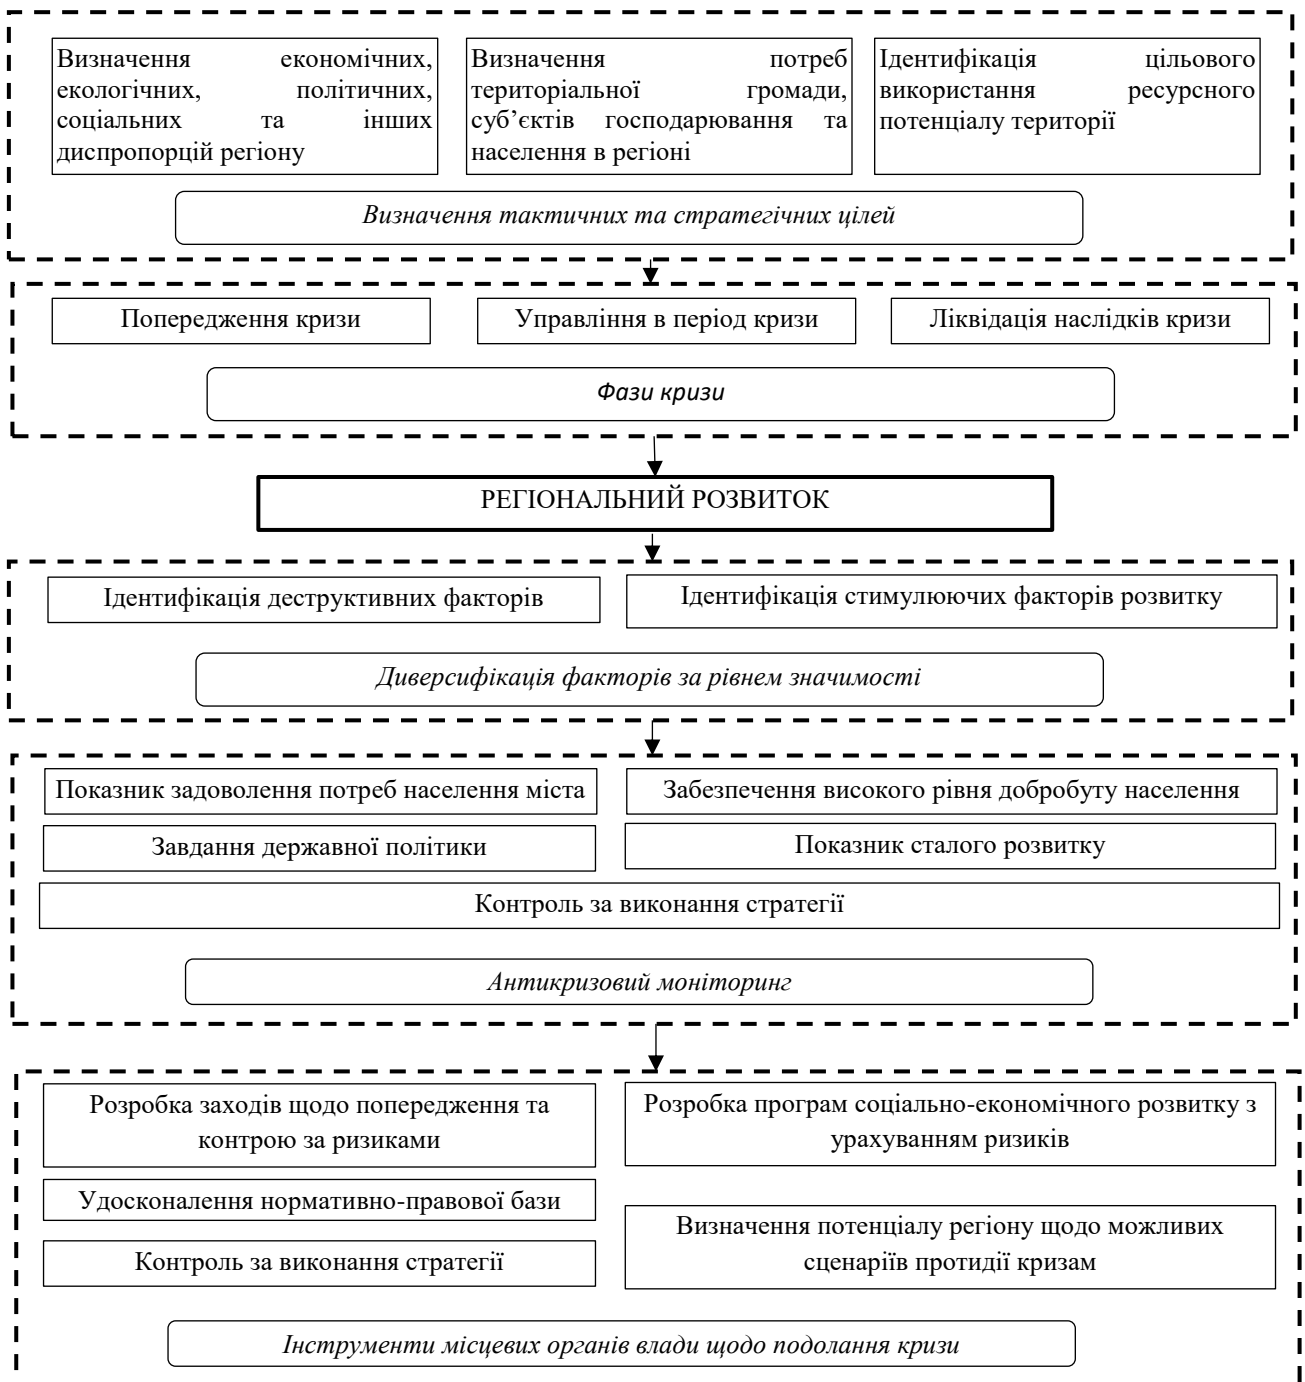 Визначення економічних,
екологічних, політичних,
соціальних та інших
диспропорцій регіону
Визначення потреб
територіальної громади,
суб’єктів господарювання та
населення в регіоні
Ідентифікація цільового
використання ресурсного
потенціалу території
Визначення тактичних та стратегічних цілей
Попередження кризи
Управління в період кризи
Ліквідація наслідків кризи
Фази кризи
РЕГІОНАЛЬНИЙ РОЗВИТОК
Ідентифікація деструктивних факторів
Ідентифікація стимулюючих факторів розвитку
Диверсифікація факторів за рівнем значимості
Показник задоволення потреб населення міста
Забезпечення високого рівня добробуту населення
Завдання державної політики
Показник сталого розвитку
Контроль за виконання стратегії
Антикризовий моніторинг
Розробка заходів щодо попередження та
контрою за ризиками
Розробка програм соціально-економічного розвитку з
урахуванням ризиків
Удосконалення нормативно-правової бази
Контроль за виконання стратегії
Визначення потенціалу регіону щодо можливих
сценаріїв протидії кризам
Інструменти місцевих органів влади щодо подолання кризи